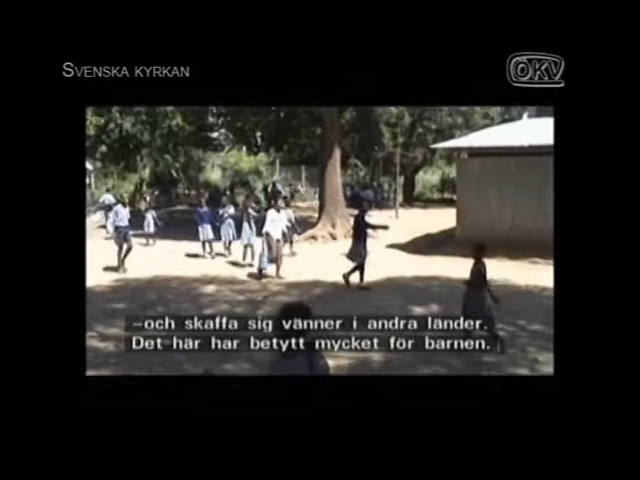 SVENSKA KYRKAN
ÖKV
-och skaffa sig vänner i andra länder.
Det här har betytt mycket för barnen.